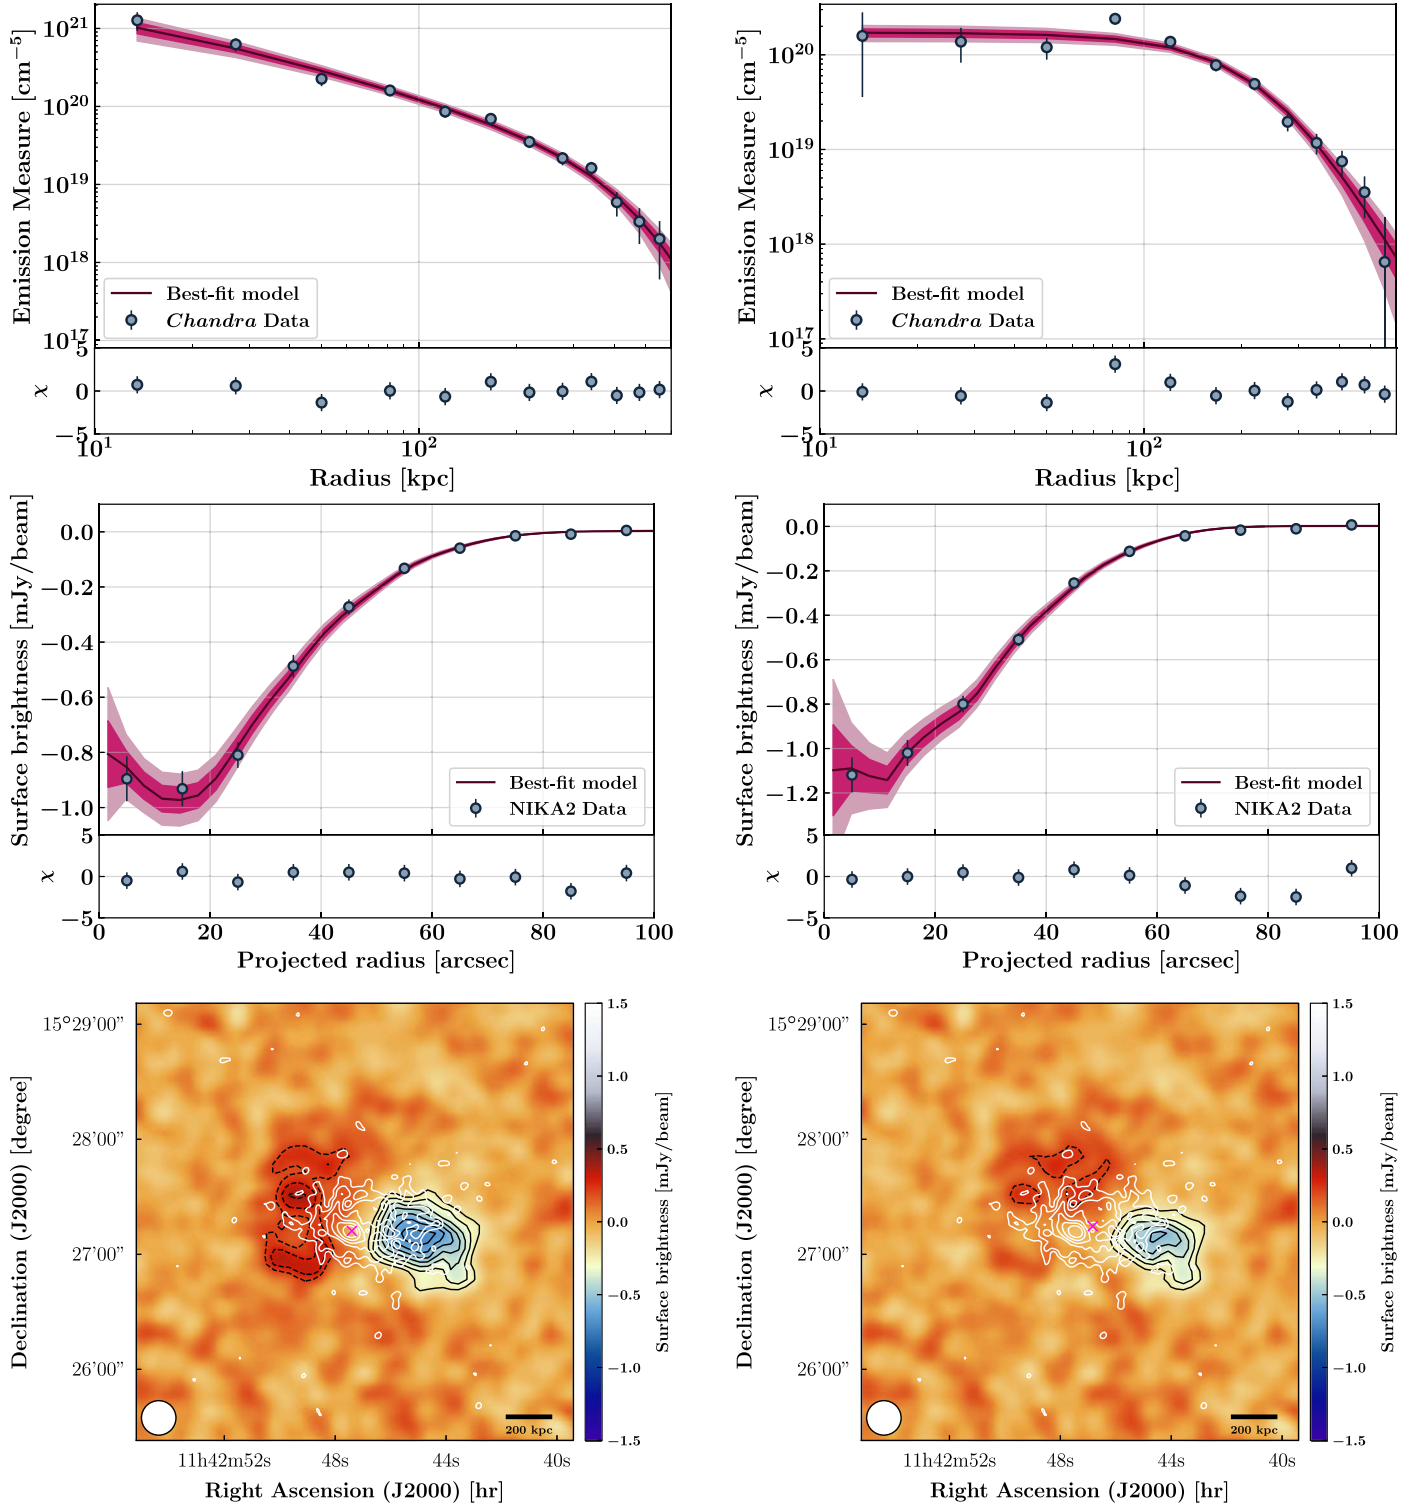 Emission Measure [cm−5]
10²¹
10²⁰
10¹⁹
10¹⁸
10¹⁷
Best-fit model
Chandra Data
χ
5
0
−5
10¹
10²
Radius [kpc]
Emission Measure [cm−5]
10²⁰
10¹⁹
10¹⁸
10¹⁷
Best-fit model
Chandra Data
χ
5
0
−5
10¹
10²
Radius [kpc]
Surface brightness [mJy/beam]
0.0
−0.2
−0.4
−0.6
−0.8
−1.0
Best-fit model
NIKA2 Data
χ
5
0
−5
0
20
40
60
80
100
Projected radius [arcsec]
Surface brightness [mJy/beam]
0.0
−0.2
−0.4
−0.6
−0.8
−1.0
−1.2
Best-fit model
NIKA2 Data
χ
5
0
−5
0
20
40
60
80
100
Projected radius [arcsec]
Declination (J2000) [degree]
15°29'00"
28'00"
27'00"
26'00"
200 kpc
11h42m52s
48s
44s
40s
Right Ascension (J2000) [hr]
1.5
1.0
0.5
0.0
−0.5
−1.0
−1.5
Surface brightness [mJy/beam]
Declination (J2000) [degree]
15°29'00"
28'00"
27'00"
26'00"
200 kpc
11h42m52s
48s
44s
40s
Right Ascension (J2000) [hr]
1.5
1.0
0.5
0.0
−0.5
−1.0
−1.5
Surface brightness [mJy/beam]